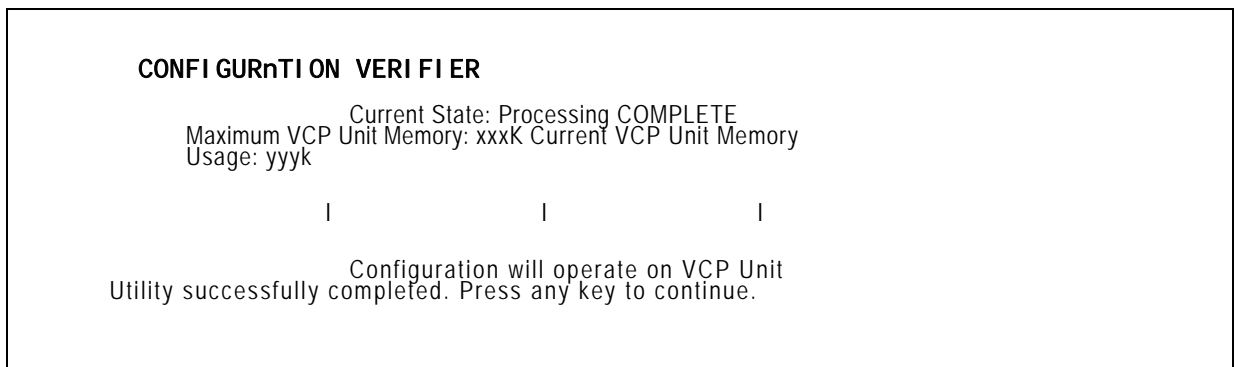 CONFIGURnTION VERIFIER
Current State: Processing COMPLETE
Maximum VCP Unit Memory: xxxK Current VCP Unit Memory
Usage: yyyk
I I I
Configuration will operate on VCP Unit
Utility successfully completed. Press any key to continue.